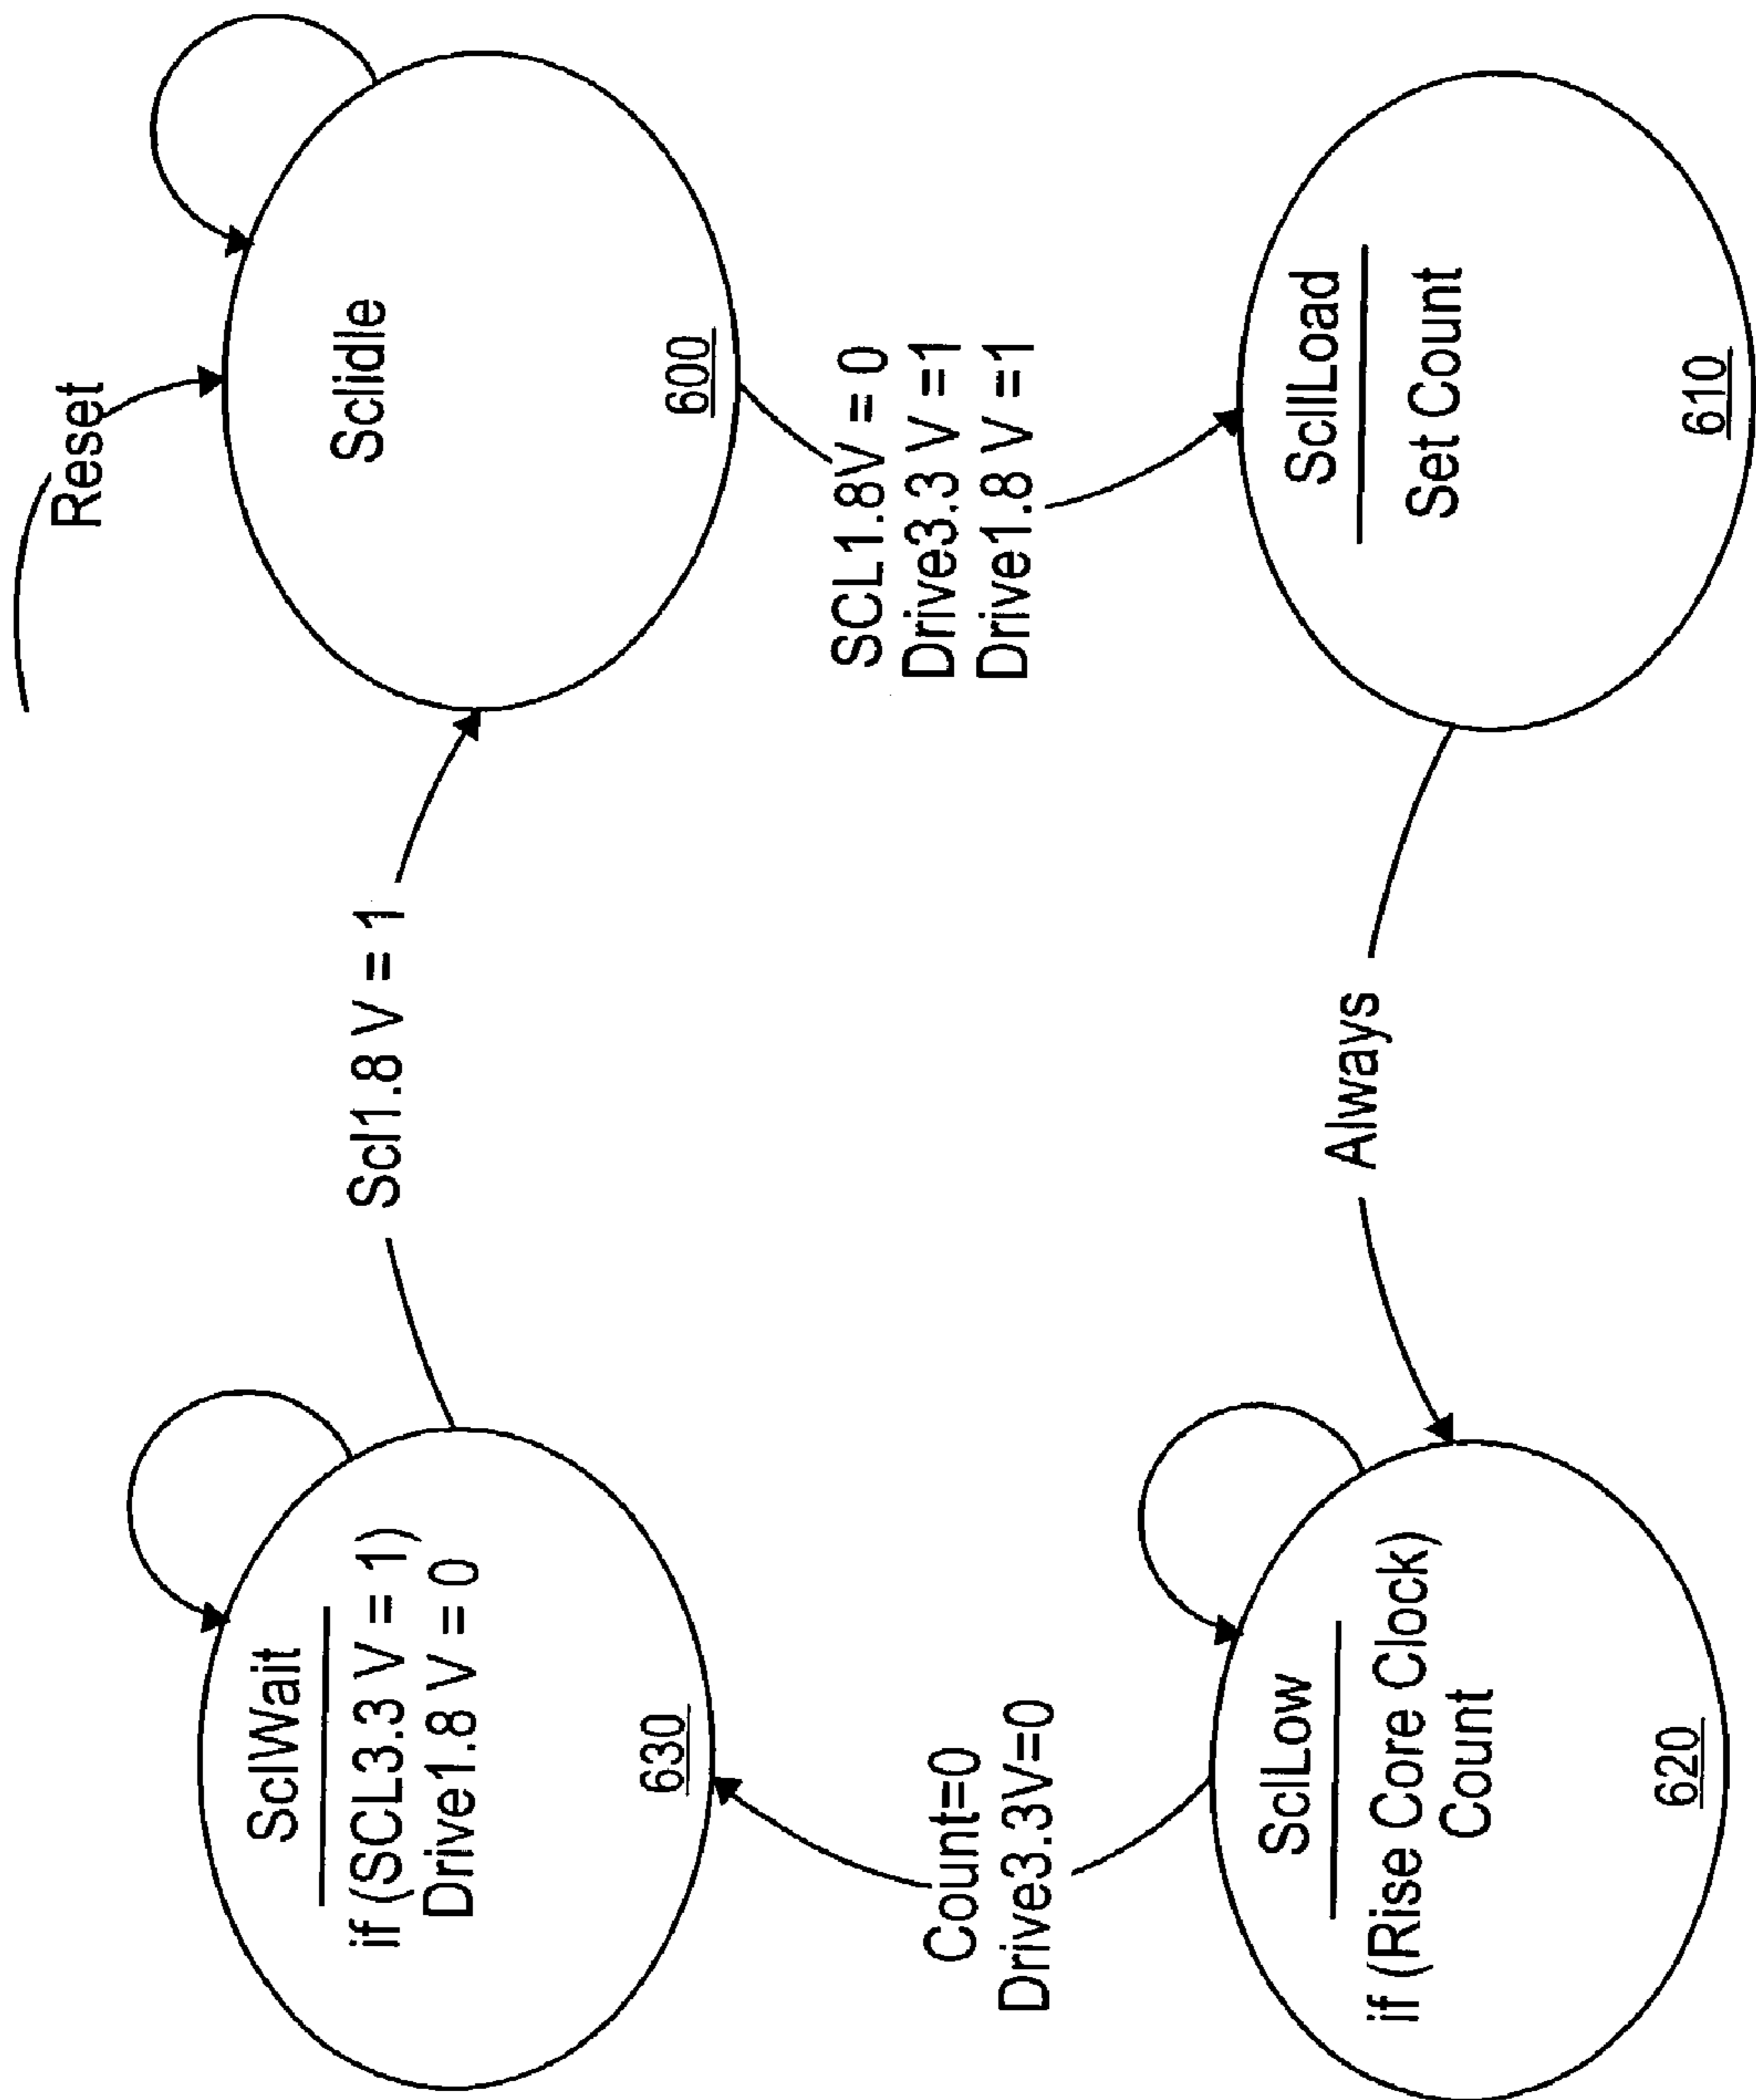 Reset
SclWait
if (SCL3.3 V = 1)
Drive1.8 V = 0
630
Scl1.8 V = 1
Sclidle
600
Count=0
Drive3.3V=0
SCL1.8V = 0
Drive3.3 V =1
Drive1.8 V =1
SclLow
if (Rise Core Clock)
Count
620
Always
ScllLoad
Set Count
610